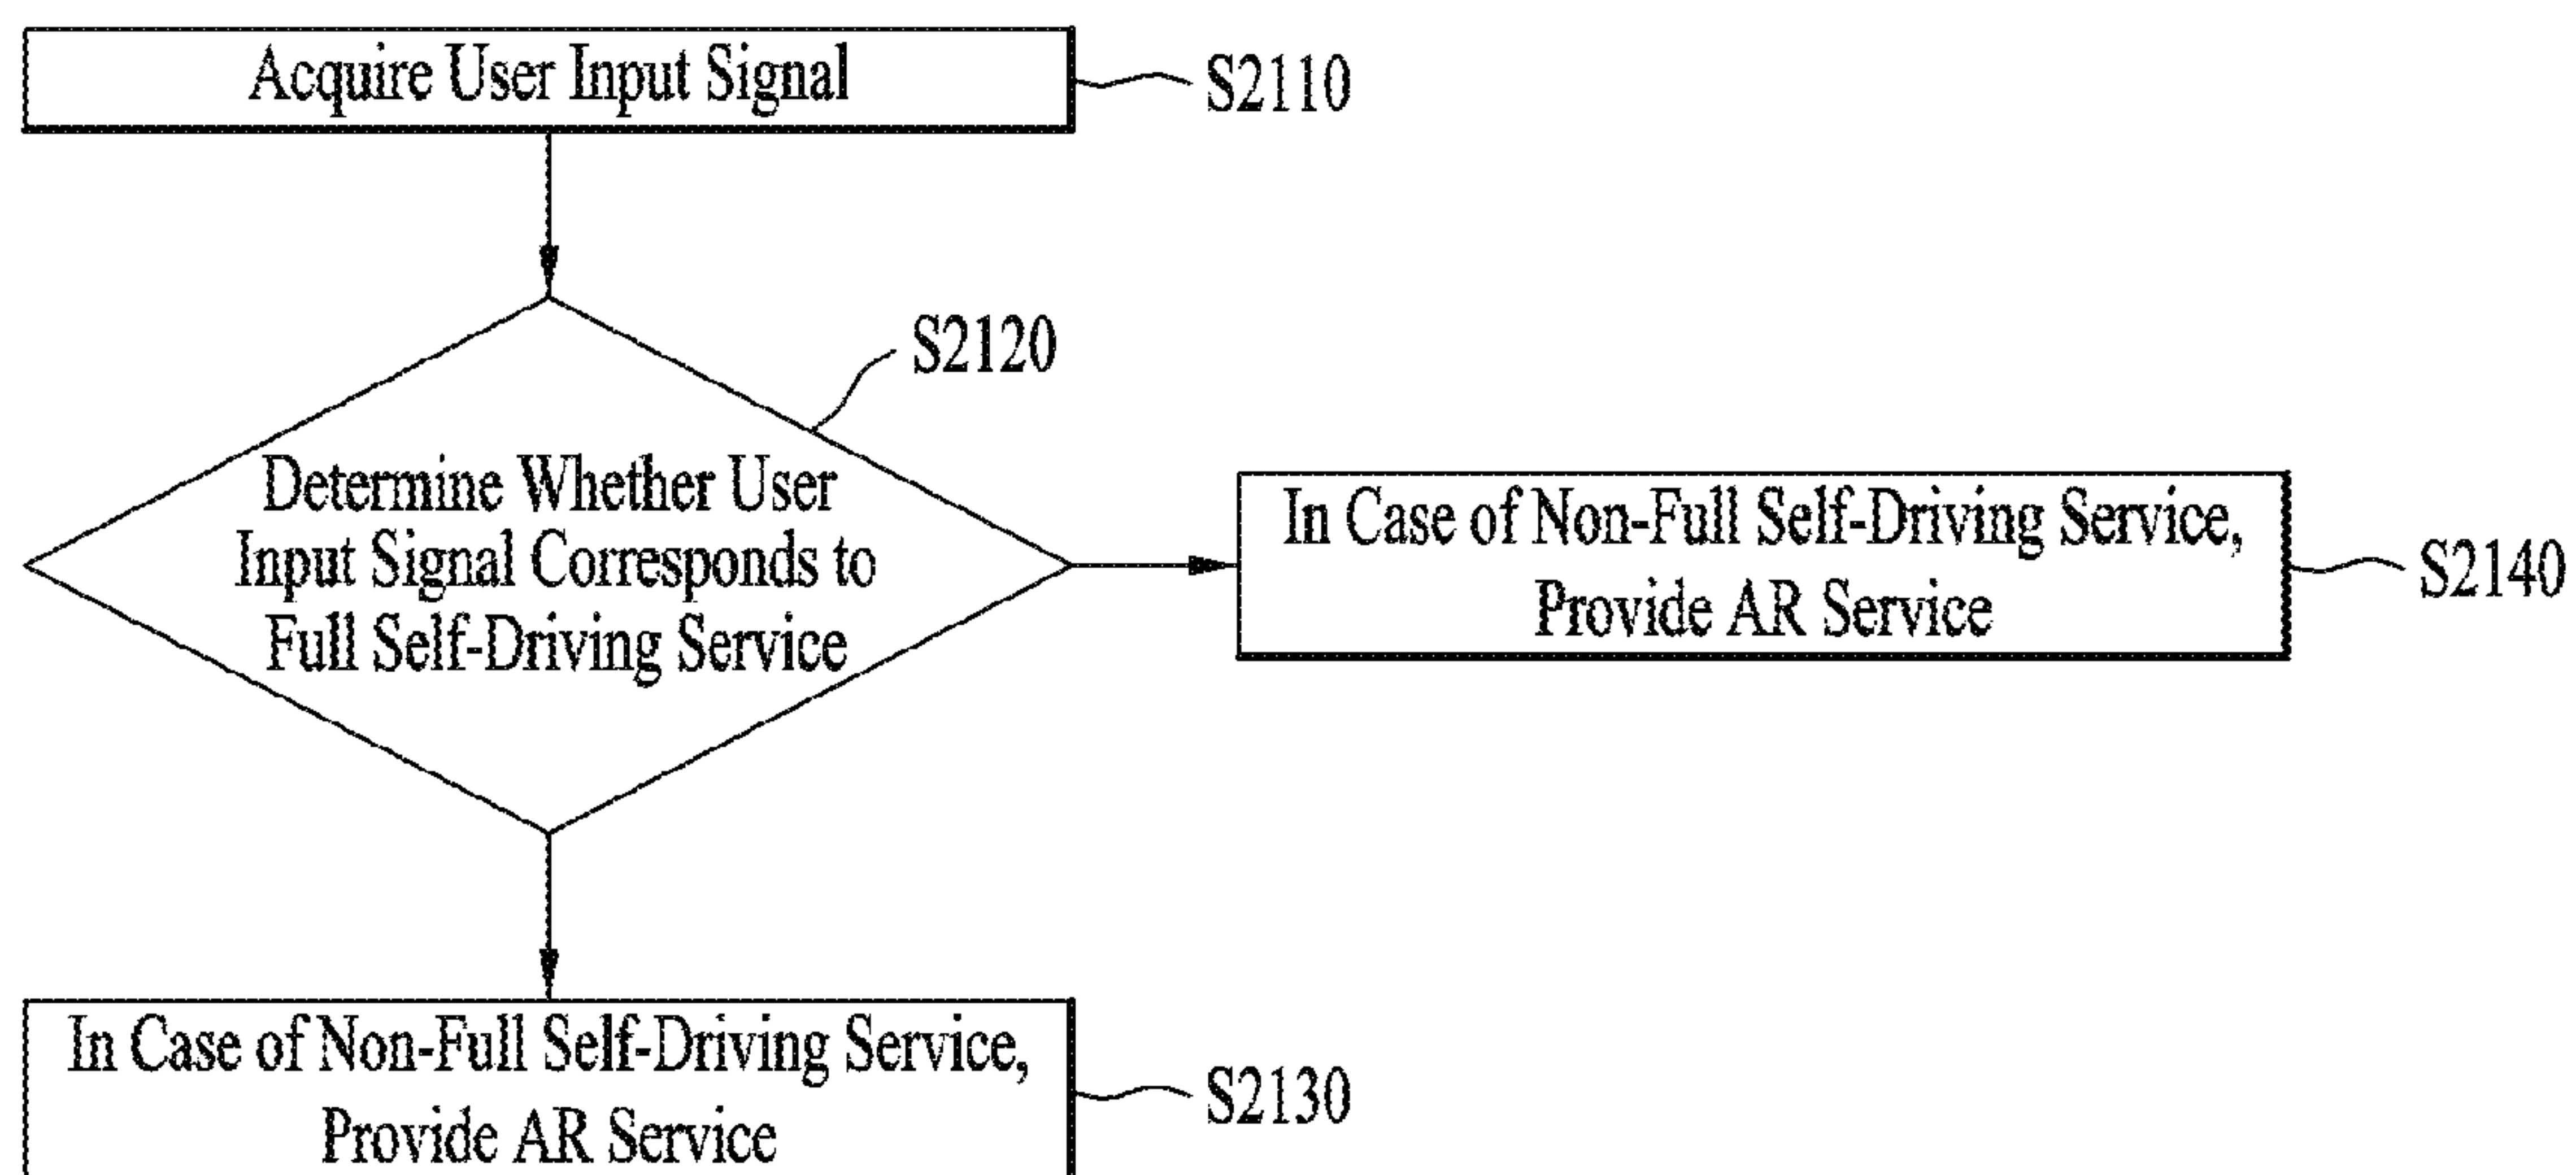 Acquire User Input Signal
S2110
S2120
Determine Whether User
Input Signal Corresponds to
Full Self-Driving Service
In Case of Non-Full Self-Driving Service,
Provide AR Service
S2140
In Case of Non-Full Self-Driving Service,
Provide AR Service
S2130